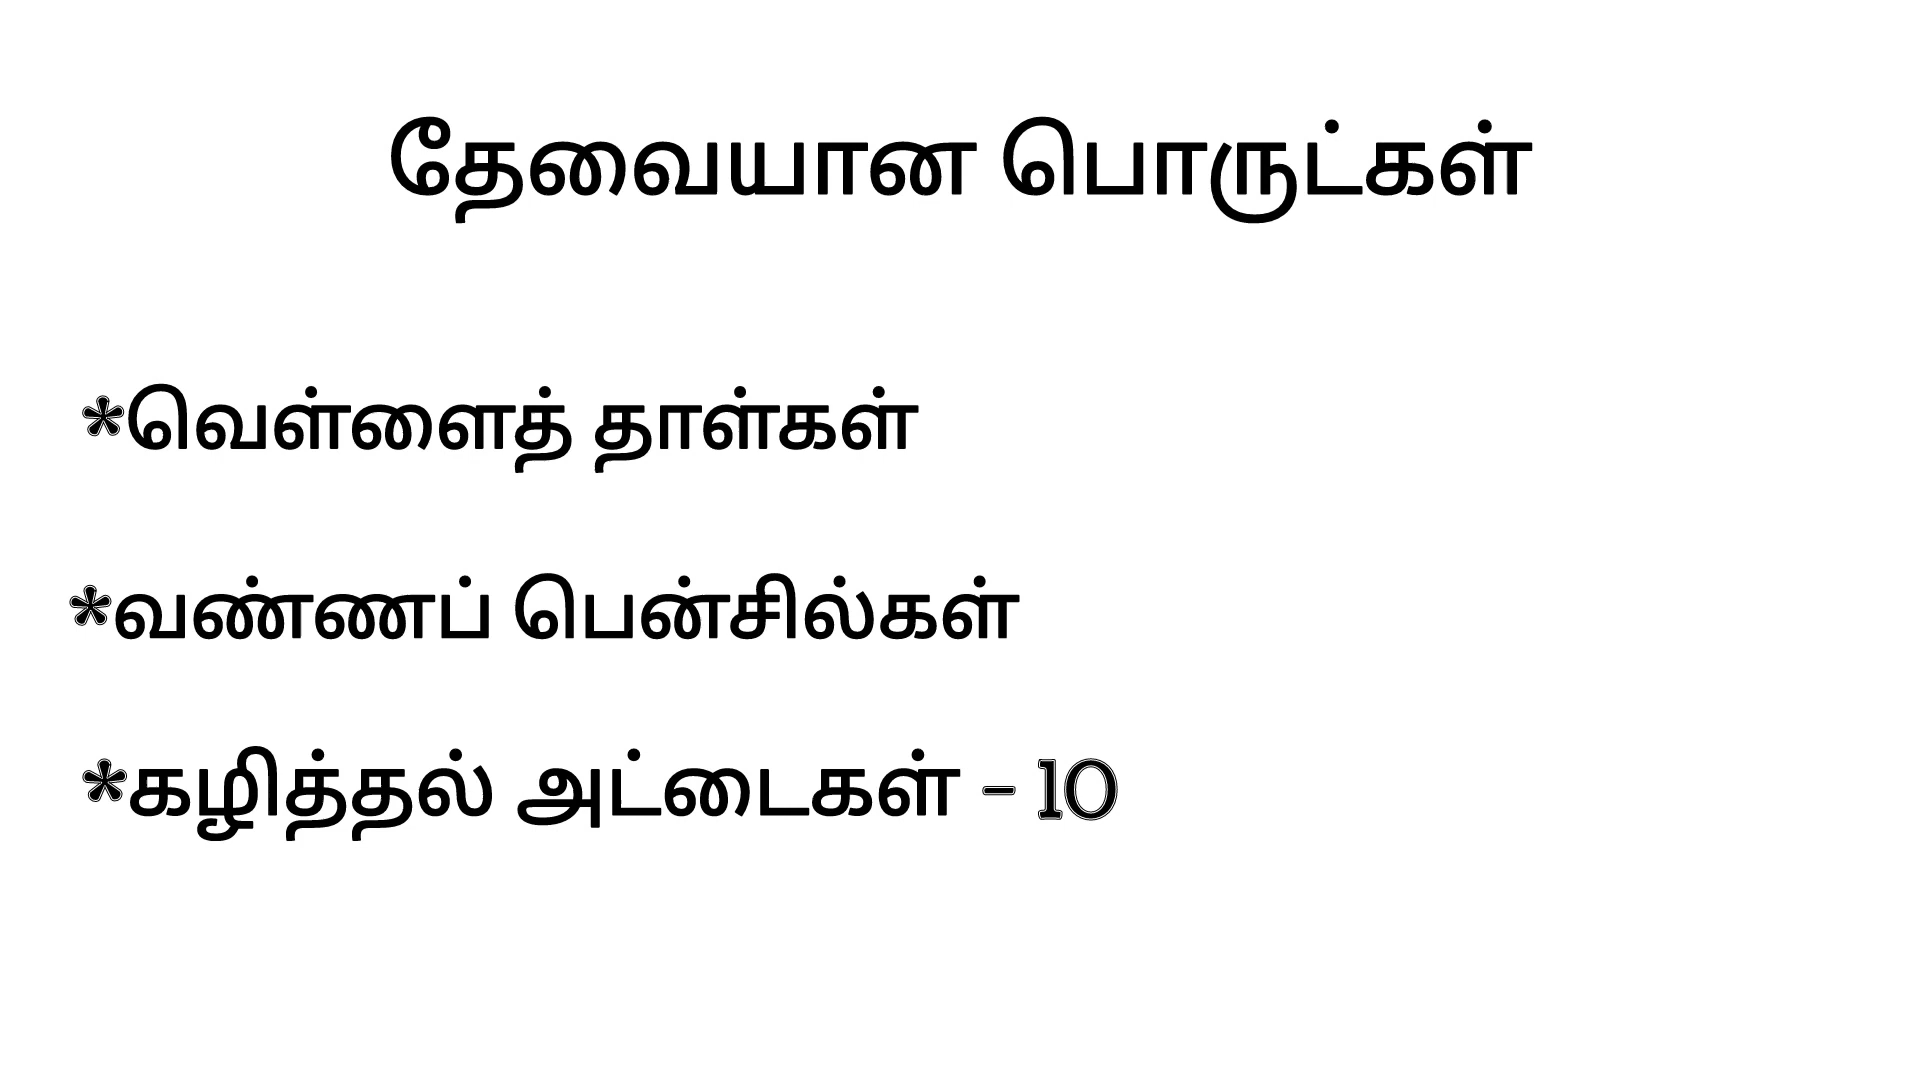 தேவையான பொருட்கள்
*வெள்ளைத் தாள்கள்
*வண்ணப் பென்சில்கள்
*கழித்தல் அட்டைகள் - 10